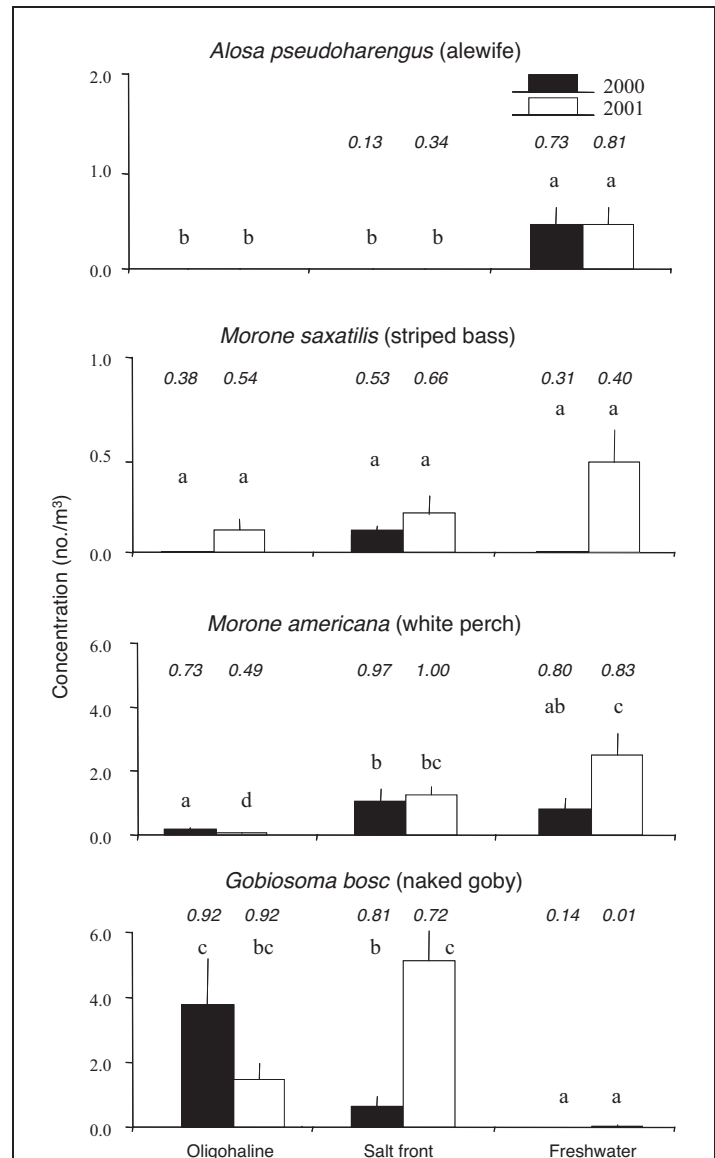 Alosa pseudoharengus (alewife)
2.0
2000
2001
0.13 0.34 0.73 0.81
1.0
a a
b b b b
0.0
Morone saxatilis (striped bass)
1.0
0.38 0.54 0.53 0.66 0.31 0.40
a a
0.5
a a a a
0.0
Concentration (no./m³)
Morone americana (white perch)
6.0
0.73 0.49 0.97 1.00 0.80 0.83
4.0
ab c
b bc
2.0
a d
0.0
Gobiosoma bosc (naked goby)
0.92 0.92 0.81 0.72 0.14 0.01
6.0
c bc b c
4.0
2.0
a a
0.0
Oligohaline Salt front Freshwater